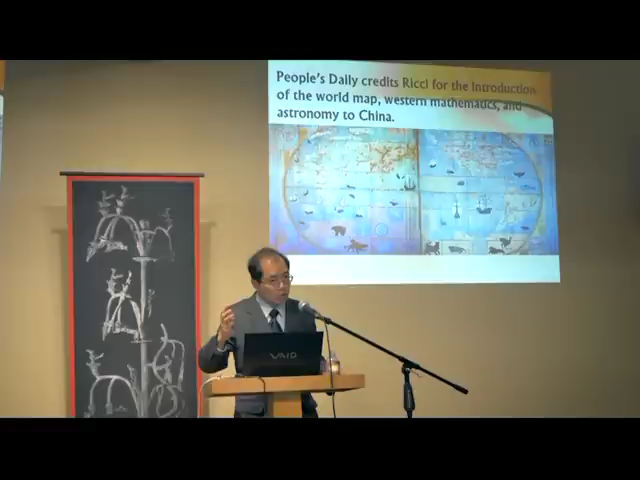 People's Daily credits Ricci for the Introduction
of the world map, western mathematics, and
astronomy to China.
VAIO